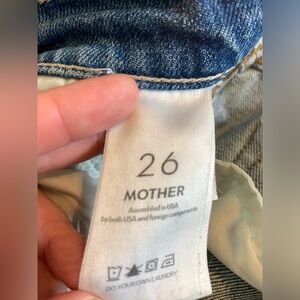 26
MOTHER
Assembled in USA
by both USA and foreign components
DO YOUR OWN LAUNDRY